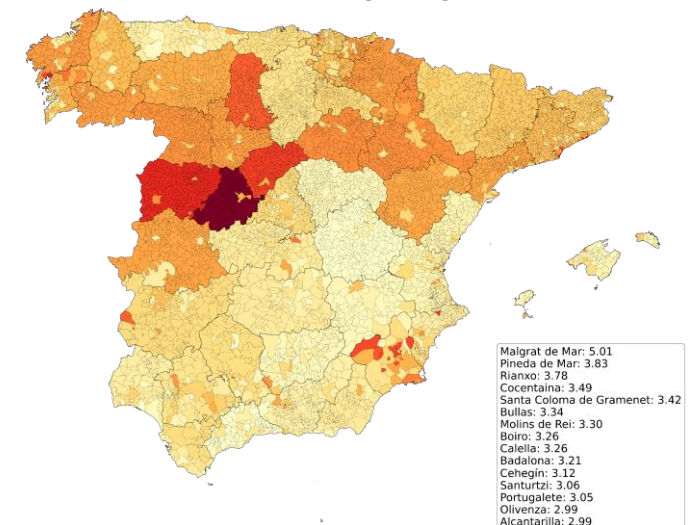 Malgrat de Mar: 5.01
Pineda de Mar: 3.83
Rianxo: 3.78
Cocentaina: 3.49
Santa Coloma de Gramenet: 3.42
Bullas: 3.34
Molins de Rei: 3.30
Boiro: 3.26
Calella: 3.26
Badalona: 3.21
Cehegín: 3.12
Santurtzi: 3.06
Portugalete: 3.05
Olivenza: 2.99
Alcantarilla: 2.99